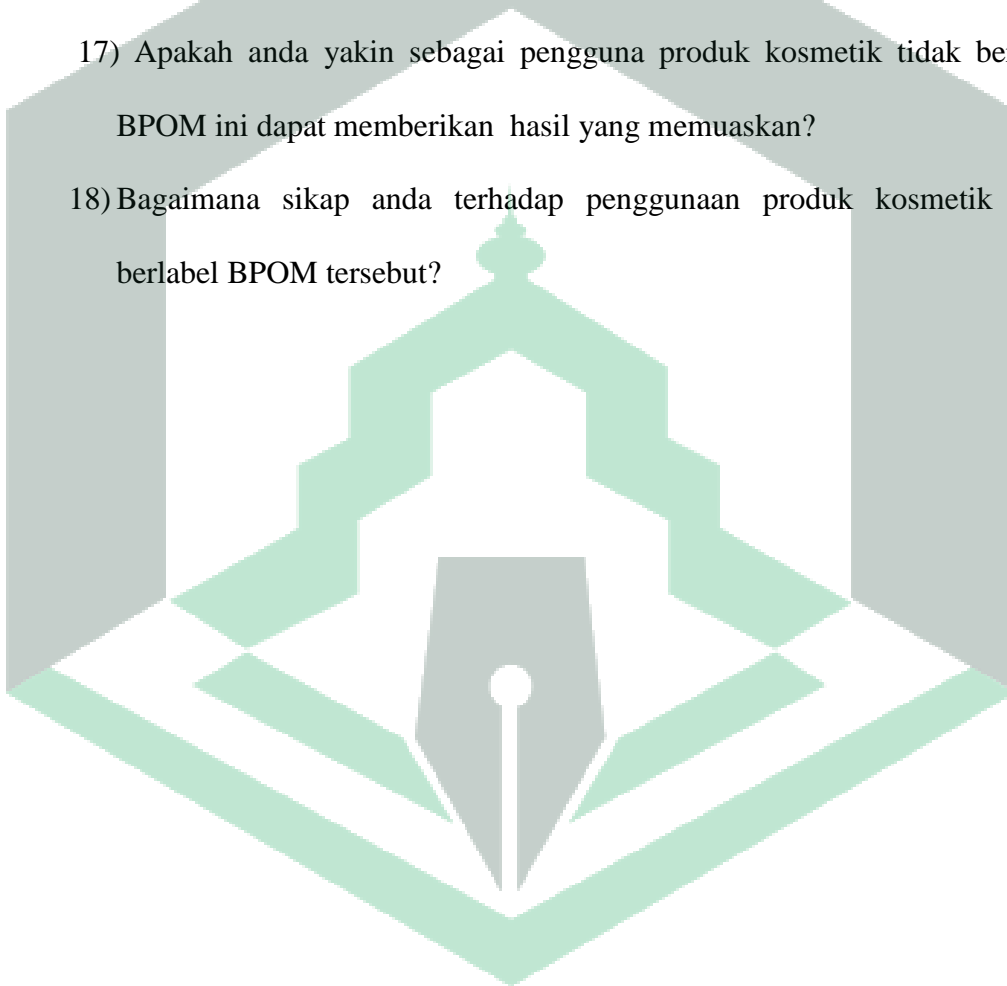 17) Apakah anda yakin sebagai pengguna produk kosmetik tidak
BPOM ini dapat memberikan hasil yang memuaskan?
18) Bagaimana sikap anda terhadap penggunaan produk kosmetik
berlabel BPOM tersebut?